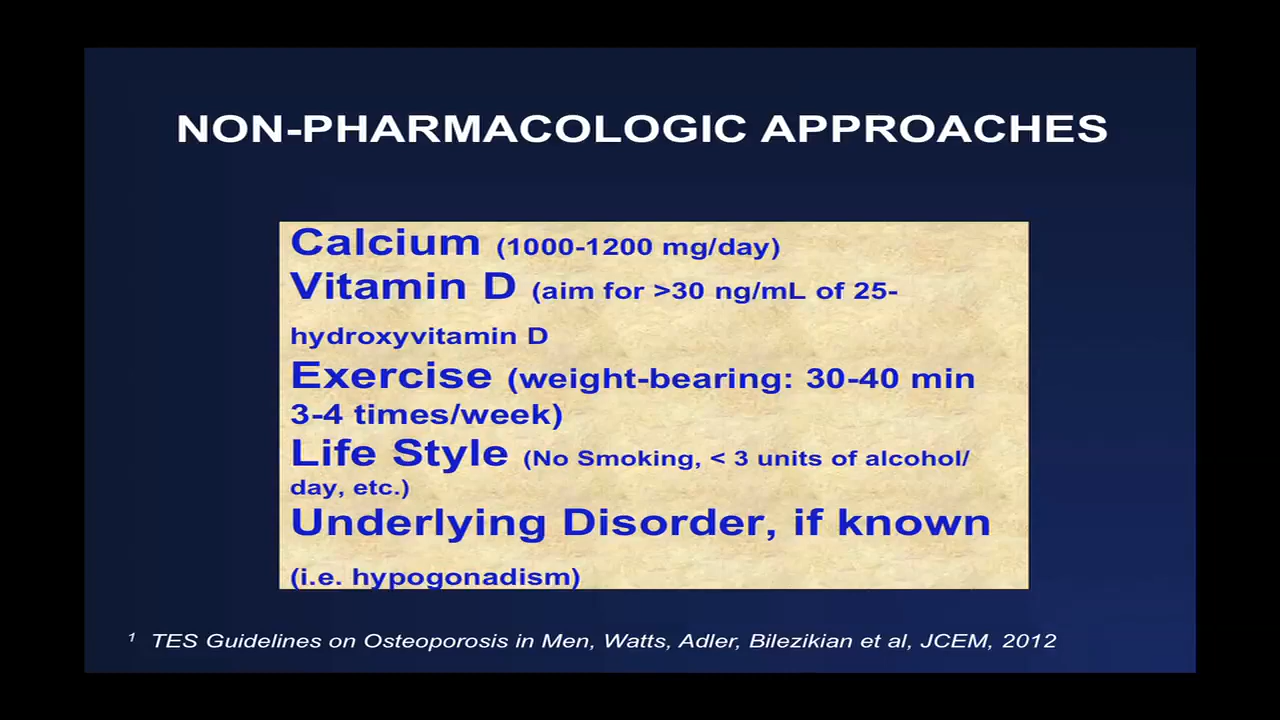 NON-PHARMACOLOGIC APPROACHES
Calcium (1000-1200 mg/day)
Vitamin D (aim for >30 ng/mL of 25-
hydroxyvitamin D
Exercise (weight-bearing: 30-40 min
3-4 times/week)
Life Style (No Smoking, < 3 units of alcohol/
day, etc.)
Underlying Disorder, if known
(i.e. hypogonadism)
1 TES Guidelines on Osteoporosis in Men, Watts, Adler, Bilezikian et al, JCEM, 2012